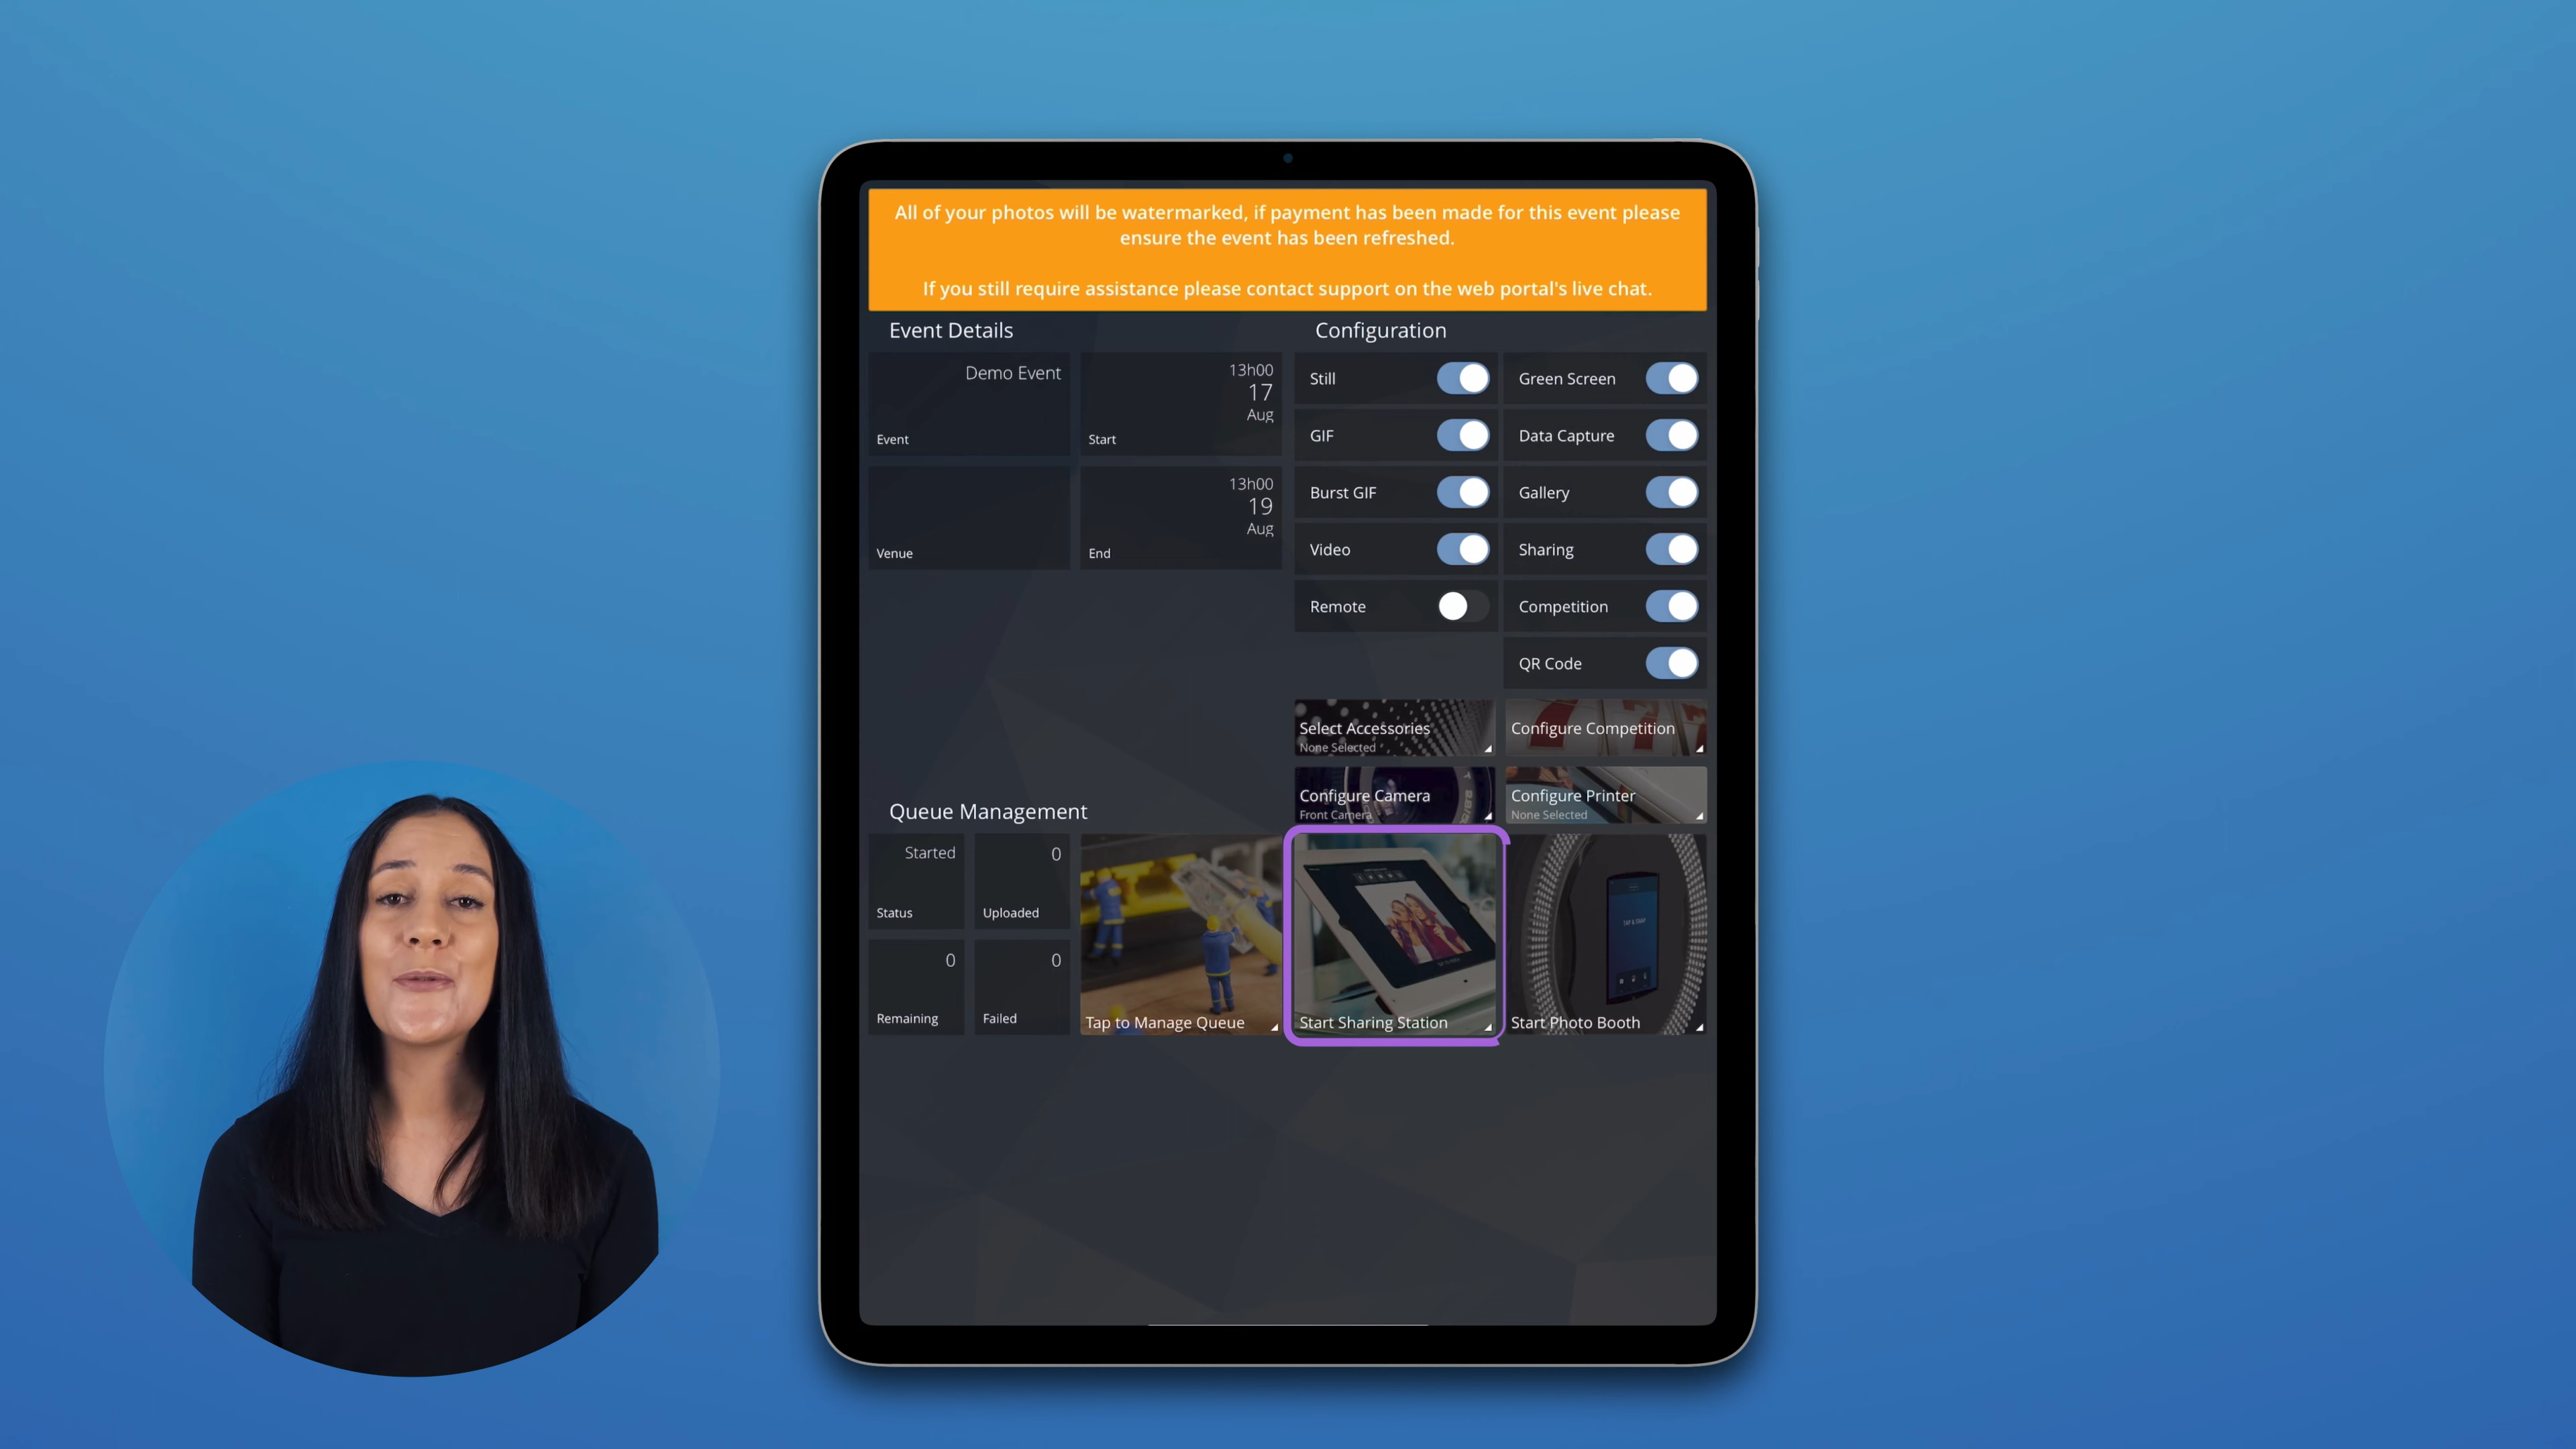 All of your photos will be watermarked, if payment has been made for this event please
ensure the event has been refreshed.
If you still require assistance please contact support on the web portal's live chat.
Event Details
Configuration
Demo Event
Event
13h00
17
Aug
Start
Venue
13h00
19
Aug
End
Still
Green Screen
GIF
Data Capture
Burst GIF
Gallery
Video
Sharing
Remote
Competition
QR Code
Select Accessories
None Selected
Configure Competition
Configure Camera
Front Camera
Configure Printer
None Selected
Queue Management
Started
Status
0
Uploaded
0
Remaining
0
Failed
Tap to Manage Queue
Start Sharing Station
TAP & SNAP
Start Photo Booth